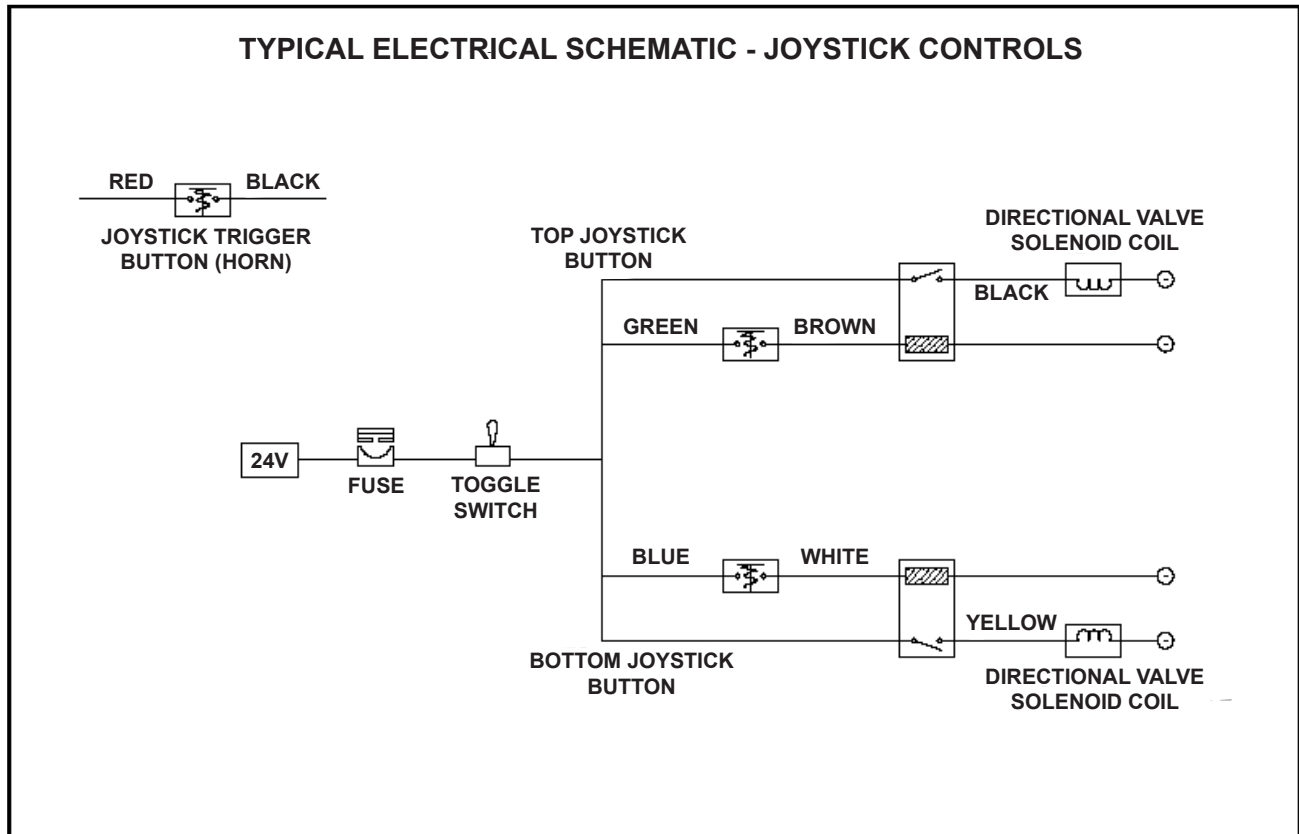 TYPICAL ELECTRICAL SCHEMATIC - JOYSTICK CONTROLS
RED
BLACK
JOYSTICK TRIGGER
BUTTON (HORN)
TOP JOYSTICK
BUTTON
DIRECTIONAL VALVE
SOLENOID COIL
BLACK
GREEN
BROWN
24V
FUSE
TOGGLE
SWITCH
BLUE
WHITE
YELLOW
BOTTOM JOYSTICK
BUTTON
DIRECTIONAL VALVE
SOLENOID COIL